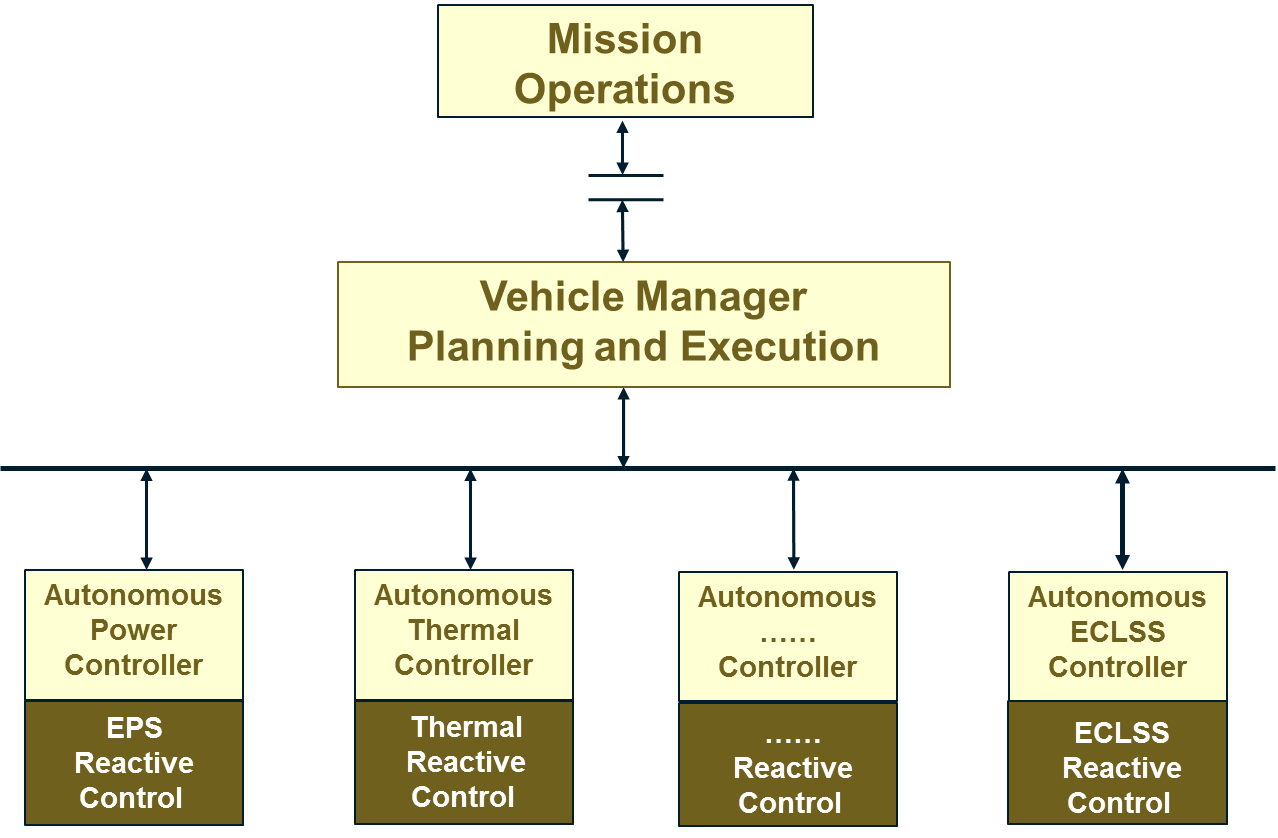 Mission
Operations
Vehicle Manager
Planning and Execution
Autonomous
Power
Controller
EPS
Reactive
Control
Autonomous
Thermal
Controller
Thermal
Reactive
Control
Autonomous
……
Controller
……
Reactive
Control
Autonomous
ECLSS
Controller
ECLSS
Reactive
Control